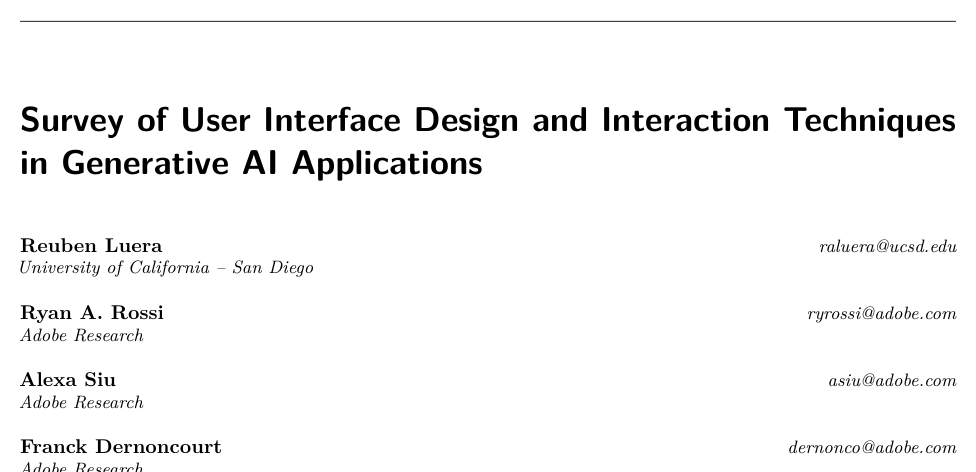 Survey of User Interface Design and Interaction Techniques
in Generative AI Applications
Reuben Luera raluera@ucsd.edu
University of California – San Diego
Ryan A. Rossi ryrossi@adobe.com
Adobe Research
Alexa Siu asiu@adobe.com
Adobe Research
Franck Dernoncourt dernonco@adobe.com
Adobe Research